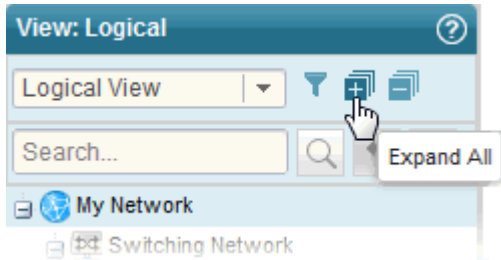 View: Logical
Logical View
Search...
Expand All
My Network
Switching Network